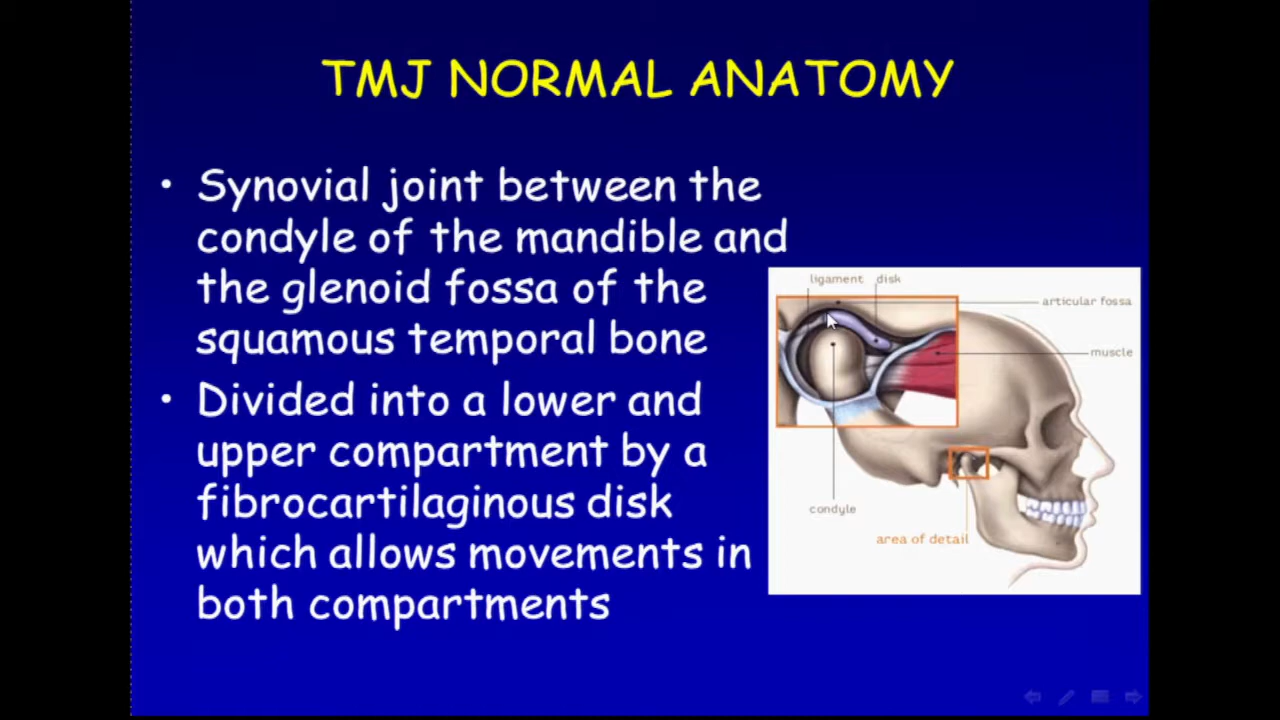 TMJ NORMAL ANATOMY
• Synovial joint between the
condyle of the mandible and
the glenoid fossa of the
squamous temporal bone
• Divided into a lower and
upper compartment by a
fibrocartilaginous disk
which allows movements in
both compartments
ligament disk
articular fossa
muscle
condyle
area of detail